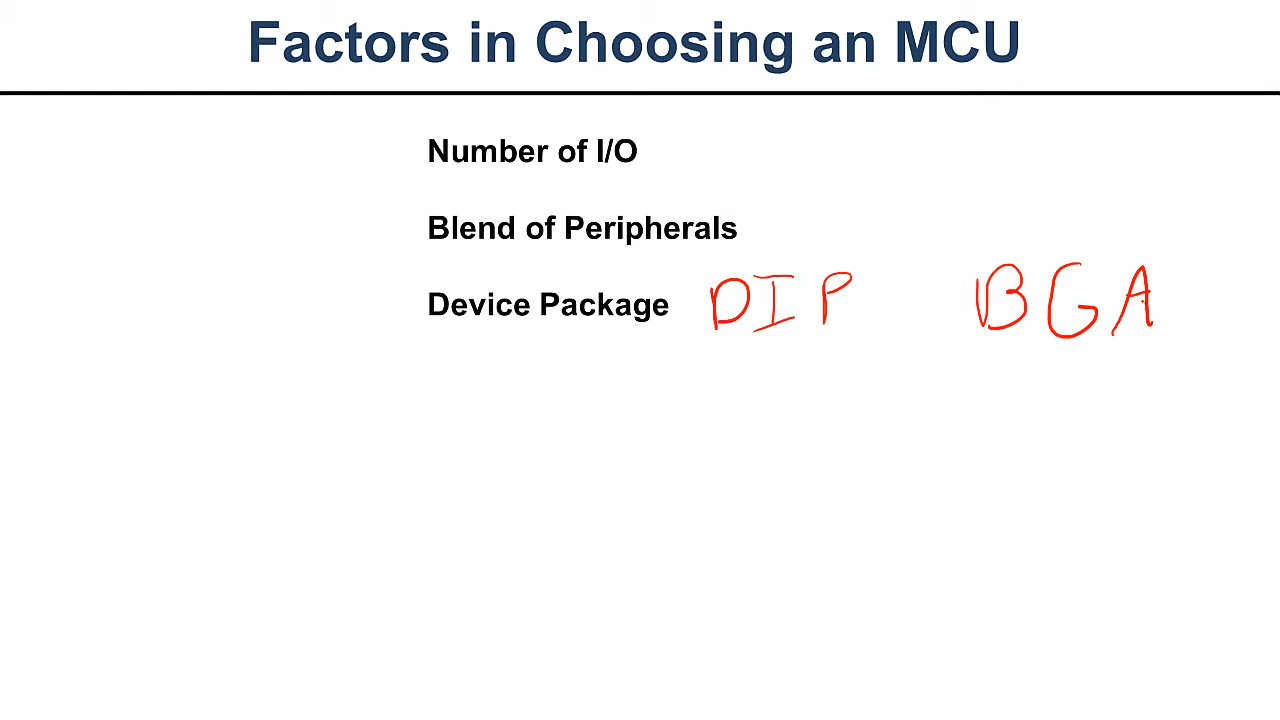 Factors in Choosing an MCU
Number of I/O
Blend of Peripherals
Device Package DIP BGA